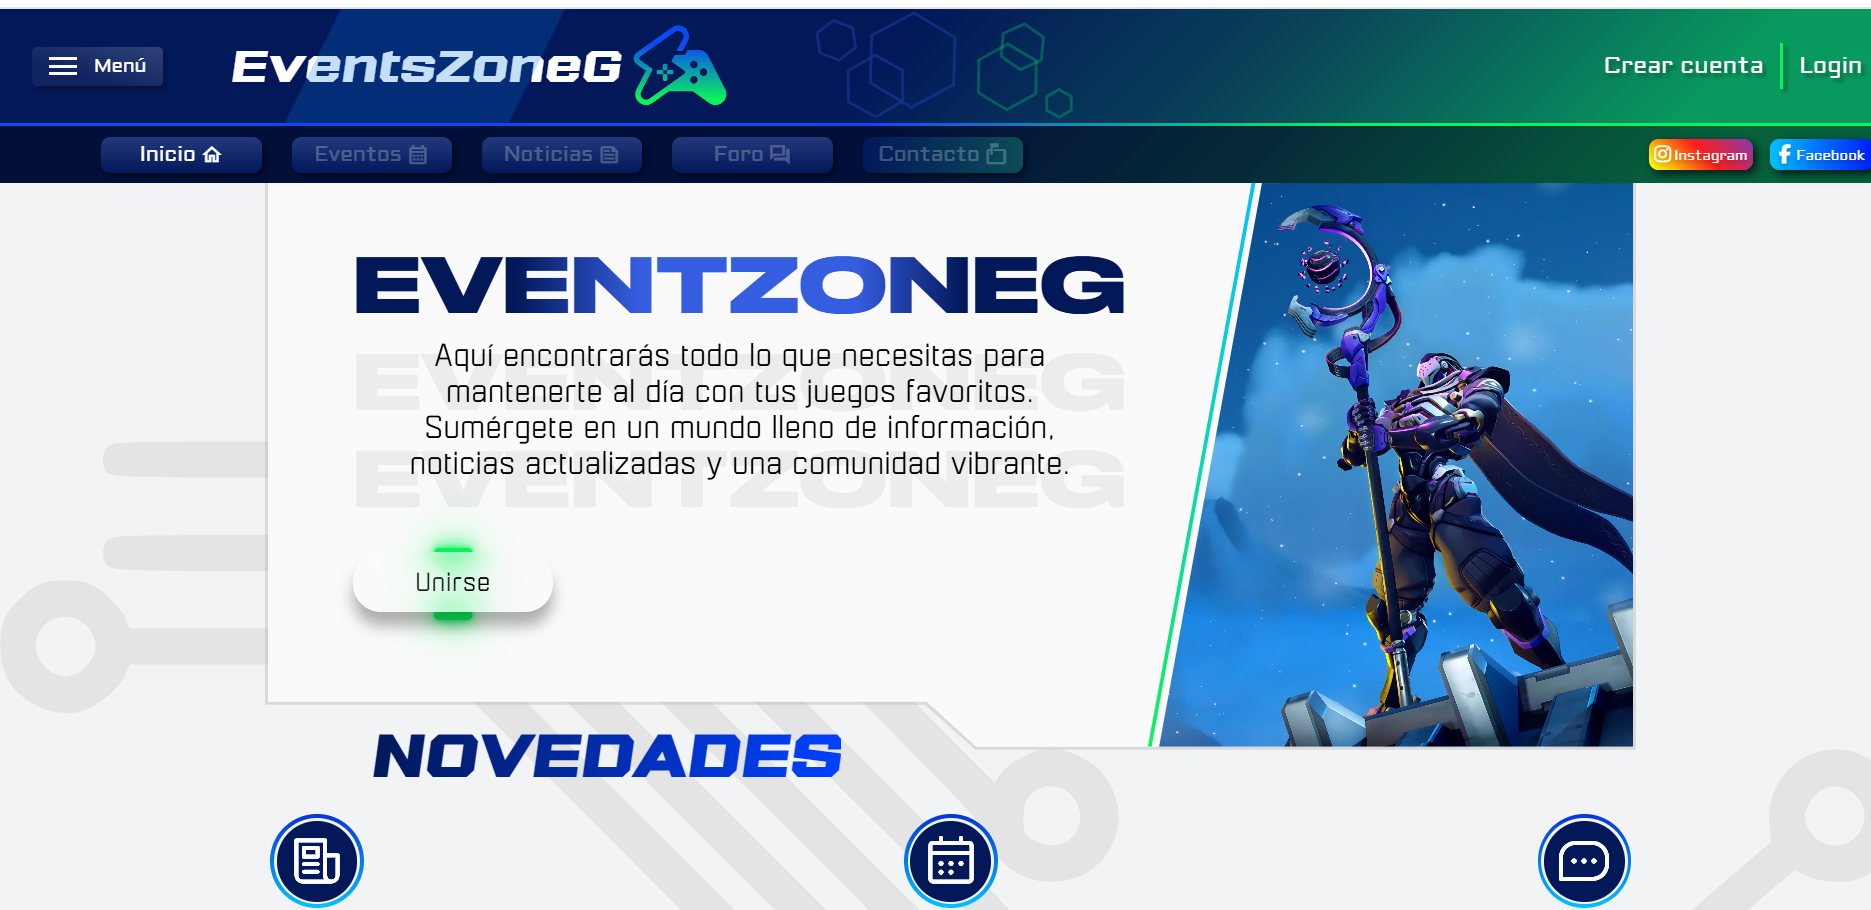 Menú
EventsZoneG
Crear cuenta
Login
Inicio
Eventos
Noticias
Foro
Contacto
Instagram
Facebook
EVENTZONEG
EVENTZONEG
EVENTZONEG
Aquí encontrarás todo lo que necesitas para
mantenerte al día con tus juegos favoritos.
Sumérgete en un mundo lleno de información,
noticias actualizadas y una comunidad vibrante.
Unirse
NOVEDADES